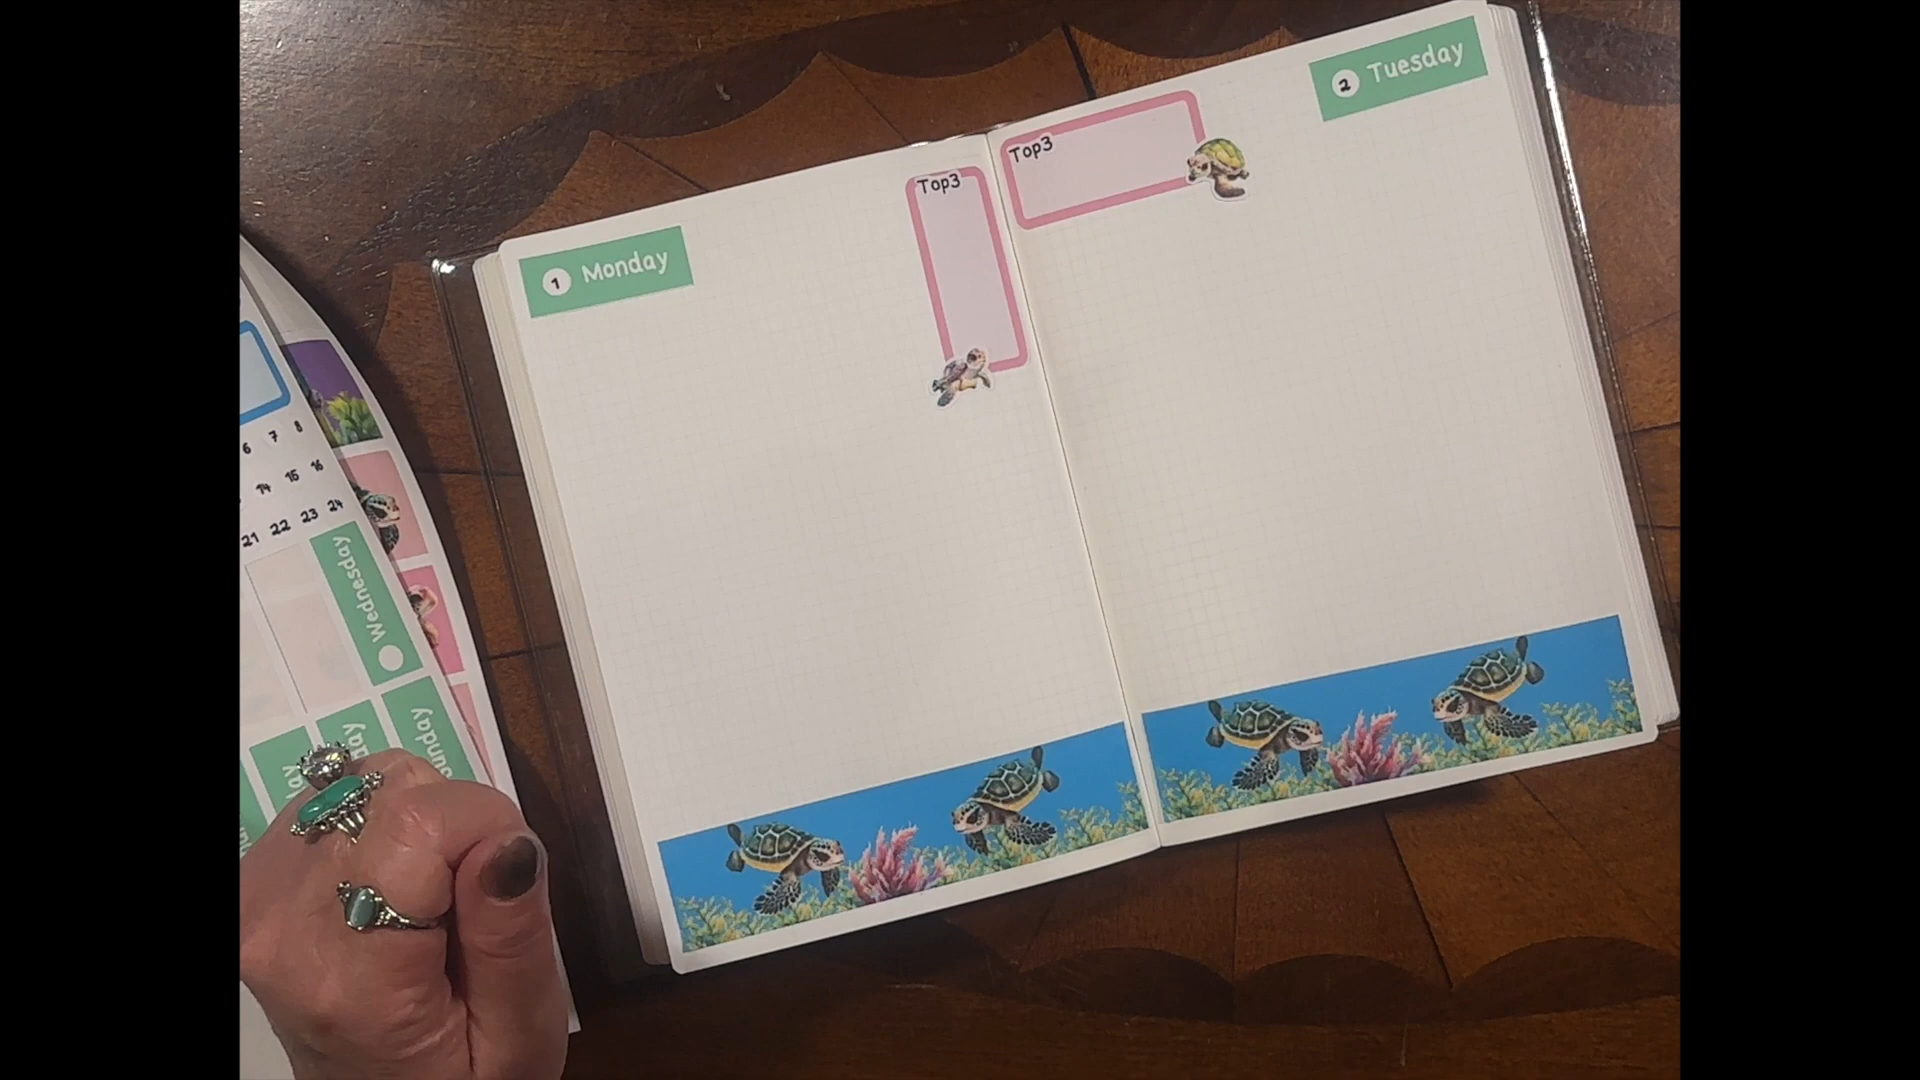 1 Monday
Top3
Top3
2 Tuesday
6 7 8
14 15 16
21 22 23 24
Wednesday